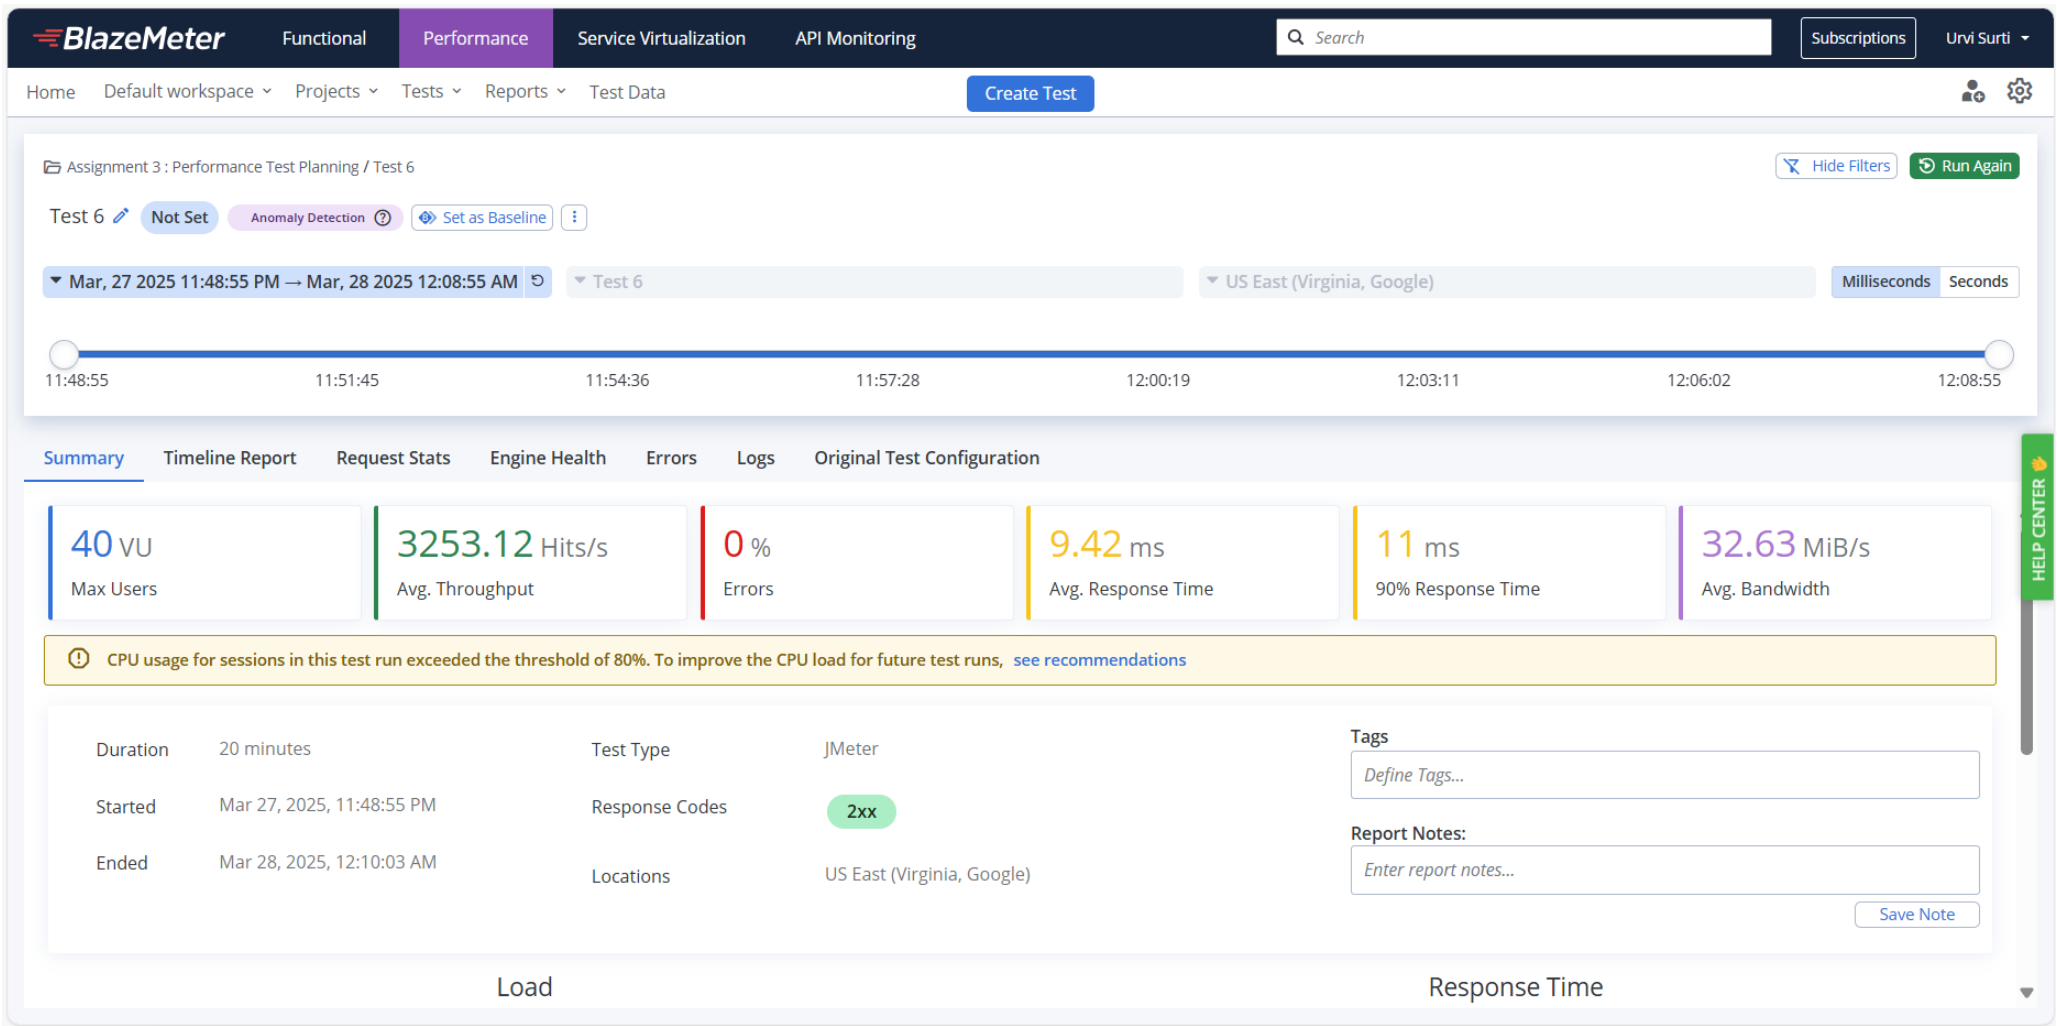 BlazeMeter Functional Performance Service Virtualization API Monitoring Search Subscriptions Urvi Surti
Home Default workspace Projects Tests Reports Test Data Create Test
Assignment 3 : Performance Test Planning / Test 6 Hide Filters Run Again
Test 6 Not Set Anomaly Detection ? Set as Baseline
Mar, 27 2025 11:48:55 PM → Mar, 28 2025 12:08:55 AM Test 6 US East (Virginia, Google) Milliseconds Seconds
11:48:55 11:51:45 11:54:36 11:57:28 12:00:19 12:03:11 12:06:02 12:08:55
Summary Timeline Report Request Stats Engine Health Errors Logs Original Test Configuration
HELP CENTER
40 VU 3253.12 Hits/s 0 % 9.42 ms 11 ms 32.63 MiB/s
Max Users Avg. Throughput Errors Avg. Response Time 90% Response Time Avg. Bandwidth
CPU usage for sessions in this test run exceeded the threshold of 80%. To improve the CPU load for future test runs, see recommendations
Duration 20 minutes Test Type JMeter Tags
Define Tags...
Started Mar 27, 2025, 11:48:55 PM Response Codes 2xx
Report Notes:
Ended Mar 28, 2025, 12:10:03 AM Locations US East (Virginia, Google) Enter report notes...
Save Note
Load Response Time